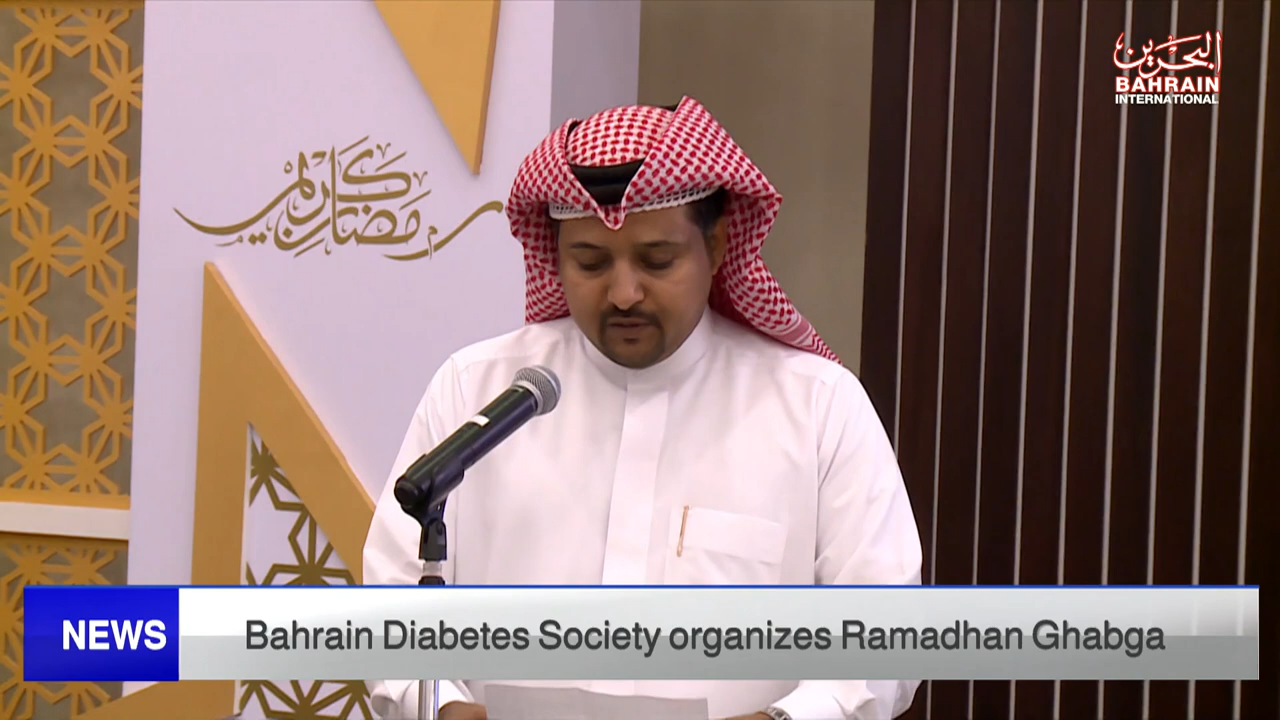 البحرين
BAHRAIN
INTERNATIONAL
رمضان كريم
NEWS
Bahrain Diabetes Society organizes Ramadhan Ghabga